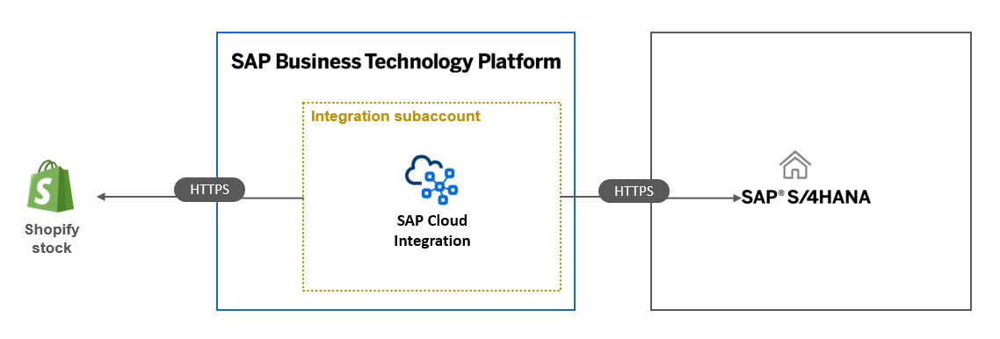 SAP Business Technology Platform
Integration subaccount
HTTPS
HTTPS
SAP® S/4HANA
S
Shopify
stock
SAP Cloud
Integration